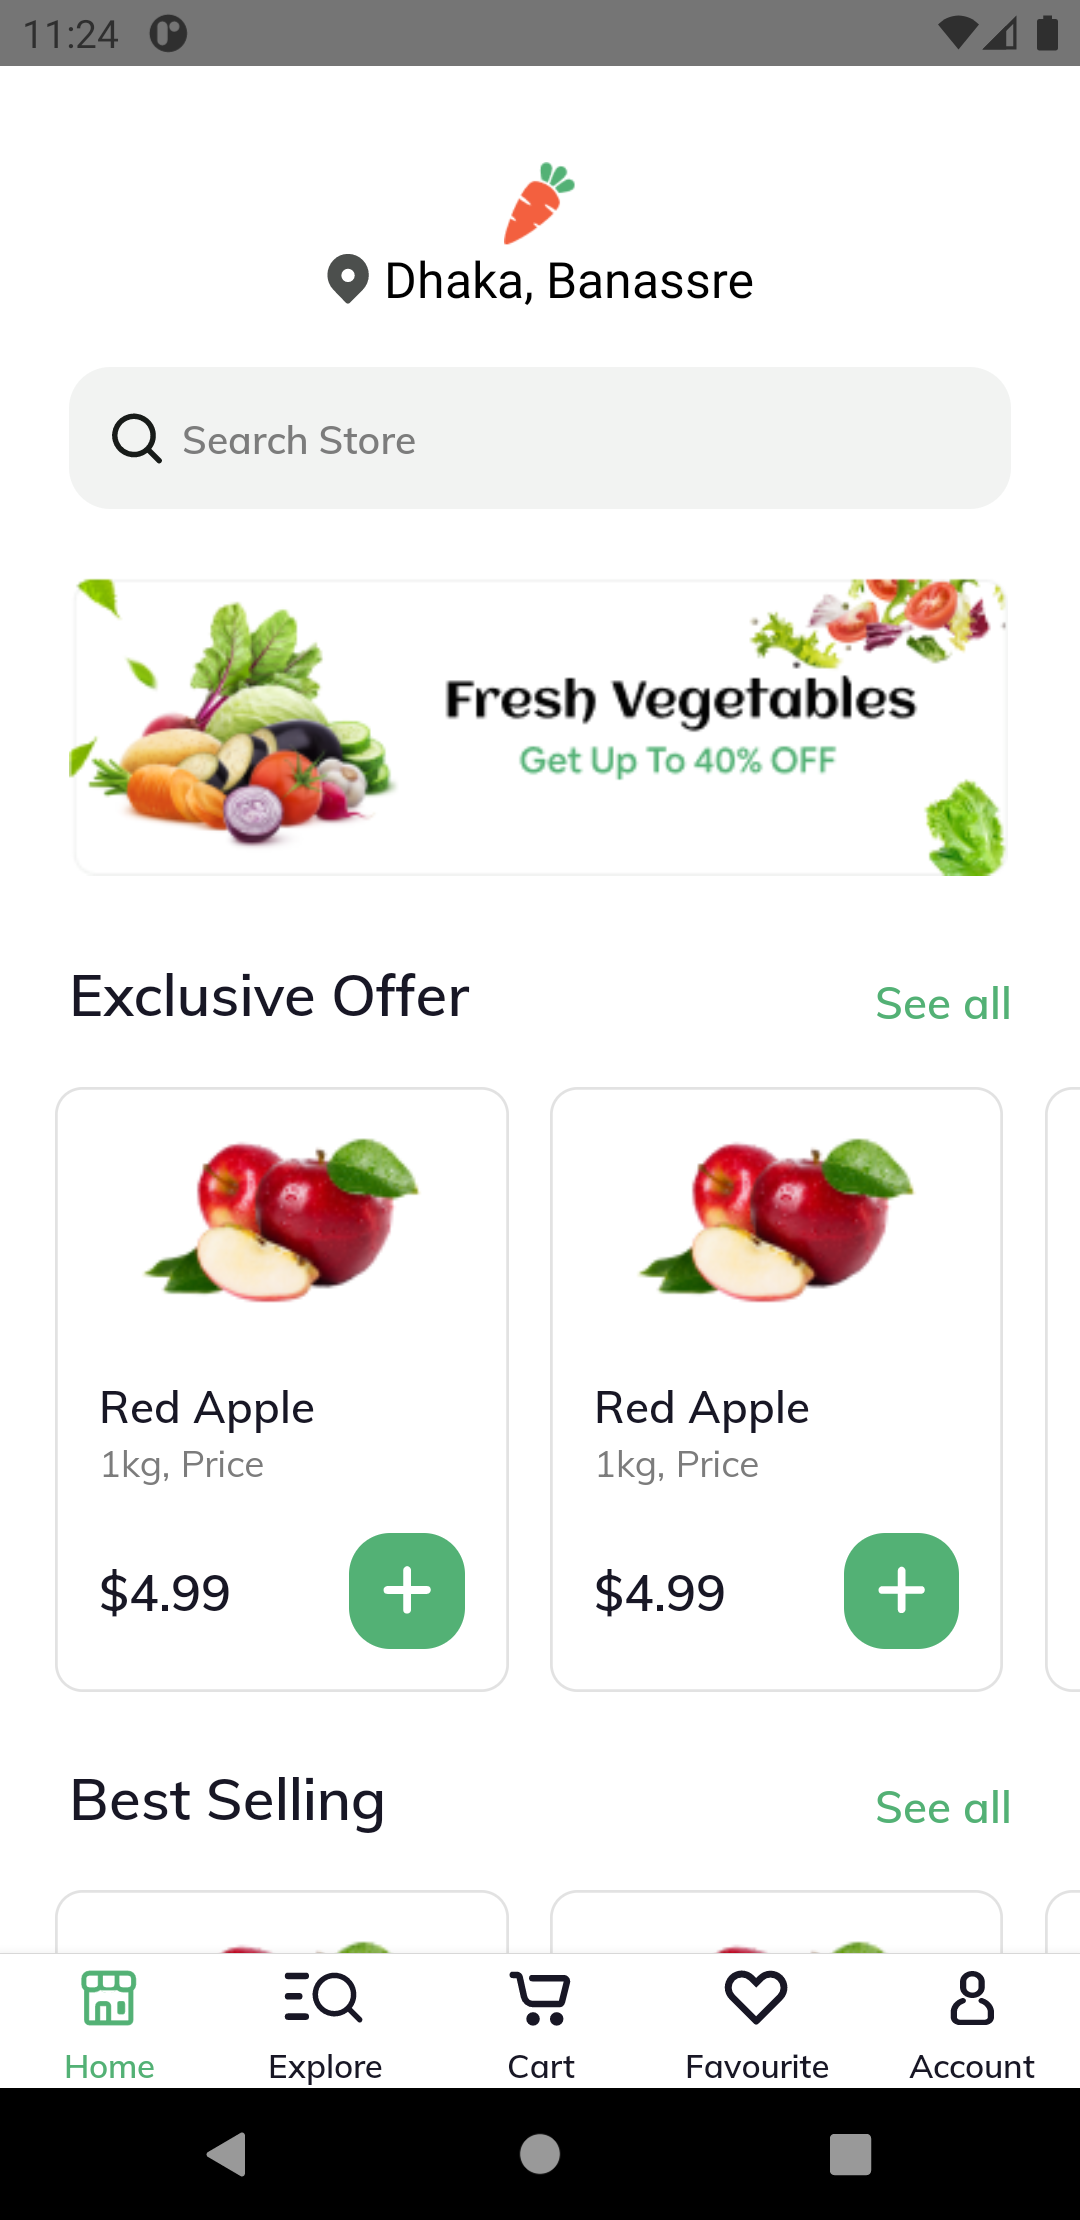 11:24
Dhaka, Banassre
Search Store
Fresh Vegetables
Get Up To 40% OFF
Exclusive Offer
See all
Red Apple
1kg, Price
$4.99
Red Apple
1kg, Price
$4.99
Best Selling
See all
Home
Explore
Cart
Favourite
Account